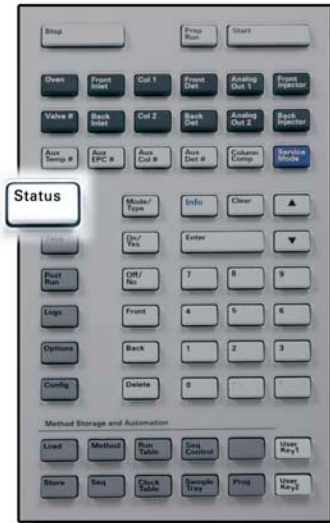 Stop Prep Run Start
Oven Front Inlet Col 1 Front Det Analog Out 1 Front Injector
Valve # Back Inlet Col 2 Back Det Analog Out 2 Back Injector
Aux Temp # Aux EPC # Aux Col # Aux Det # Column Comp Service Mode
Status
Mode/Type Info Clear
Time On/Yes Enter
Post Run Off/No 7 8 9
Logs Front 4 5 6
Options Back 1 2 3
Config Delete 0
Method Storage and Automation
Load Method Run Table Seq Control User Key1
Store Seq Clock Table Sample Tray Prog User Key2